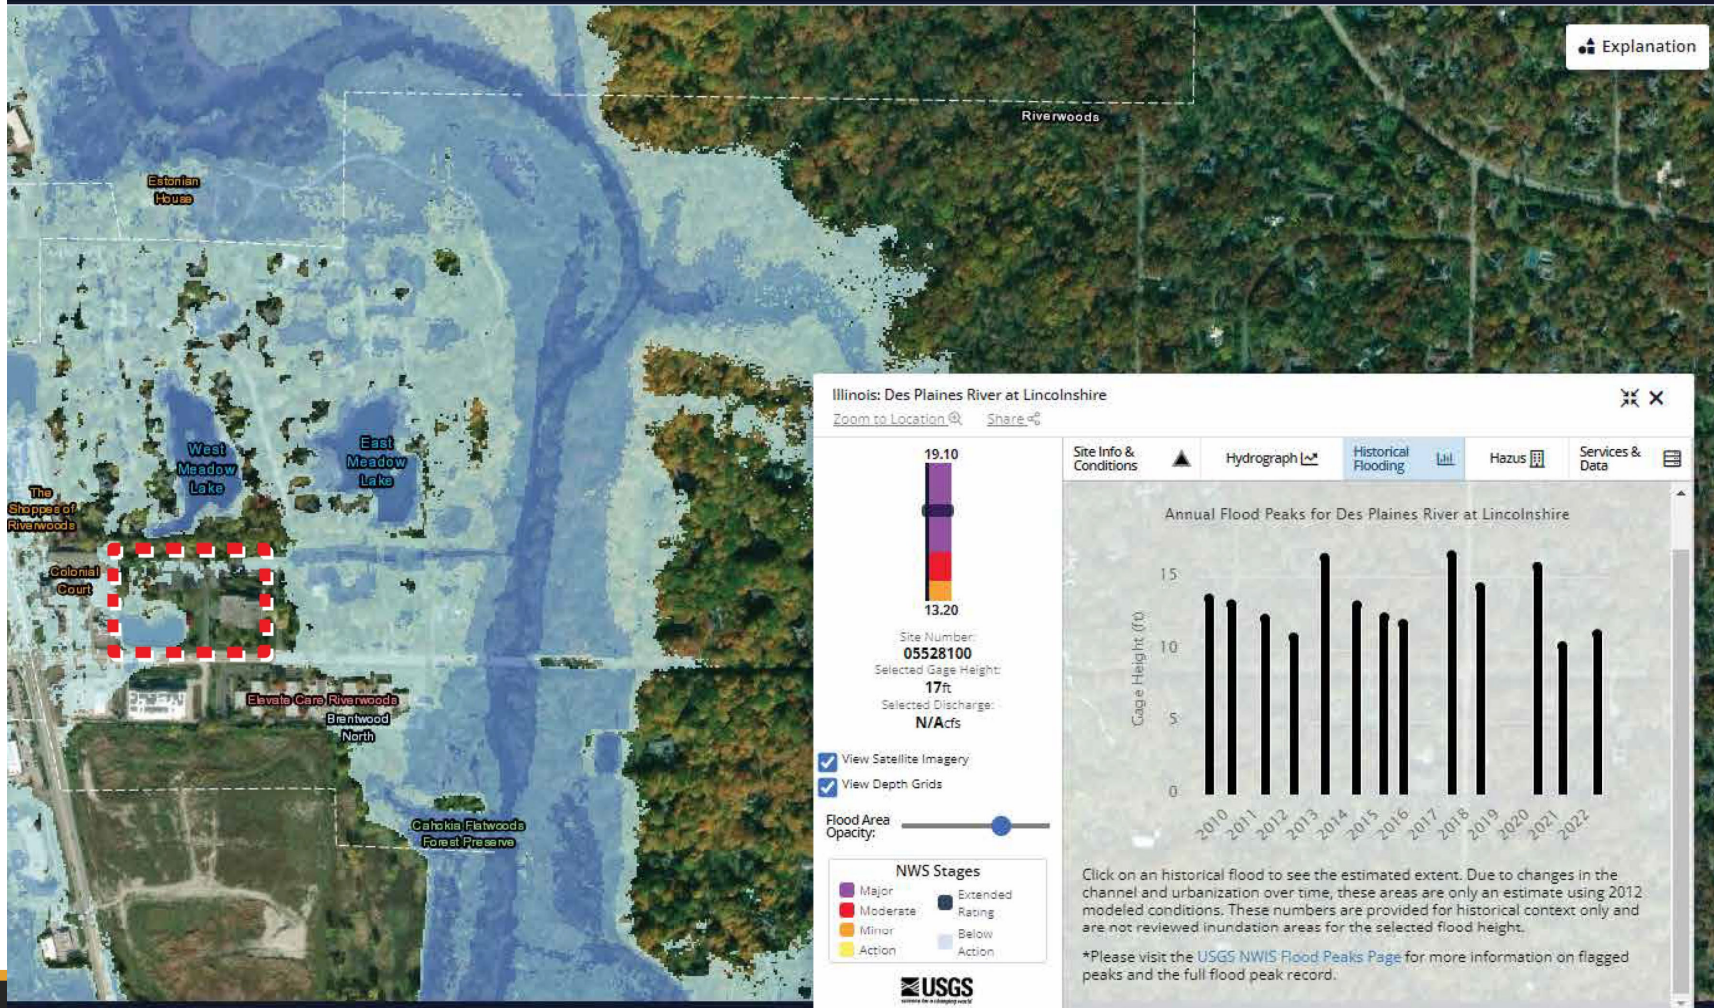 Explanation
Riverwoods
Estonian
House
West
Meadow
Lake
East
Meadow
Lake
The
Shoppes of
Riverwoods
Colonial
Court
Elevate Care Riverwoods
Brentwood
North
Cahokia Flatwoods
Forest Preserve
Illinois: Des Plaines River at Lincolnshire
Zoom to Location
Share
19.10
13.20
Site Number:
05528100
Selected Gage Height:
17ft
Selected Discharge:
N/Acfs
View Satellite Imagery
View Depth Grids
Flood Area
Opacity:
NWS Stages
Major
Moderate
Minor
Action
Extended
Rating
Below
Action
USGS
science for a changing world
Site Info &
Conditions
Hydrograph
Historical
Flooding
Hazus
Services &
Data
Annual Flood Peaks for Des Plaines River at Lincolnshire
Gage Height (ft)
15
10
5
0
2010
2011
2012
2013
2014
2015
2016
2017
2018
2019
2020
2021
2022
Click on an historical flood to see the estimated extent. Due to changes in the
channel and urbanization over time, these areas are only an estimate using 2012
modeled conditions. These numbers are provided for historical context only and
are not reviewed inundation areas for the selected flood height.
*Please visit the USGS NWIS Flood Peaks Page for more information on flagged
peaks and the full flood peak record.